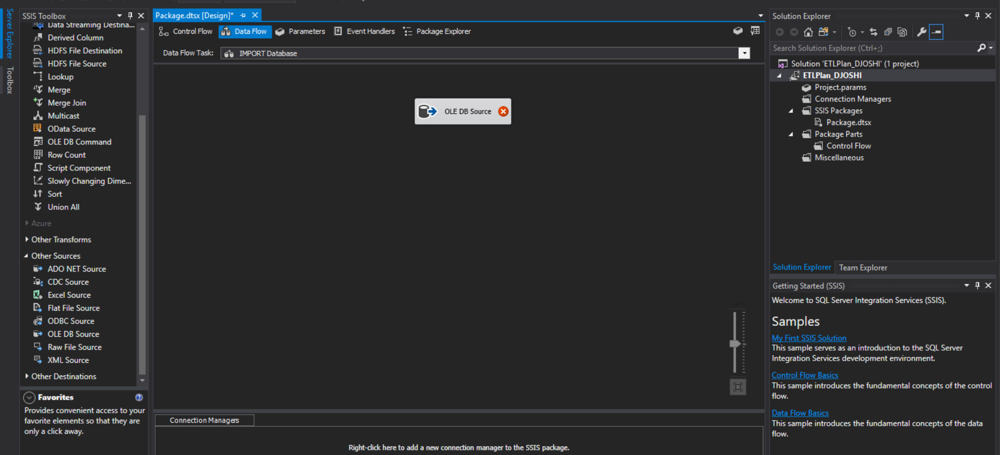 Server Explorer
Toolbox
SSIS Toolbox
Data Streaming Destina...
Derived Column
HDFS File Destination
HDFS File Source
Lookup
Merge
Merge Join
Multicast
OData Source
OLE DB Command
Row Count
Script Component
Slowly Changing Dime...
Sort
Union All
Azure
Other Transforms
Other Sources
ADO NET Source
CDC Source
Excel Source
Flat File Source
ODBC Source
OLE DB Source
Raw File Source
XML Source
Other Destinations
Favorites
Provides convenient access to your
favorite elements so that they are
only a click away.
Package.dtsx [Design]*
Control Flow
Data Flow
Parameters
Event Handlers
Package Explorer
Data Flow Task:
IMPORT Database
OLE DB Source
Connection Managers
Right-click here to add a new connection manager to the SSIS package.
Solution Explorer
Search Solution Explorer (Ctrl+;)
Solution 'ETLPlan_DJOSHI' (1 project)
ETLPlan_DJOSHI
Project.params
Connection Managers
SSIS Packages
Package.dtsx
Package Parts
Control Flow
Miscellaneous
Solution Explorer
Team Explorer
Getting Started (SSIS)
Welcome to SQL Server Integration Services (SSIS).
Samples
My First SSIS Solution
This sample serves as an introduction to the SQL Server
Integration Services development environment.
Control Flow Basics
This sample introduces the fundamental concepts of the control
flow.
Data Flow Basics
This sample introduces the fundamental concepts of the data
flow.